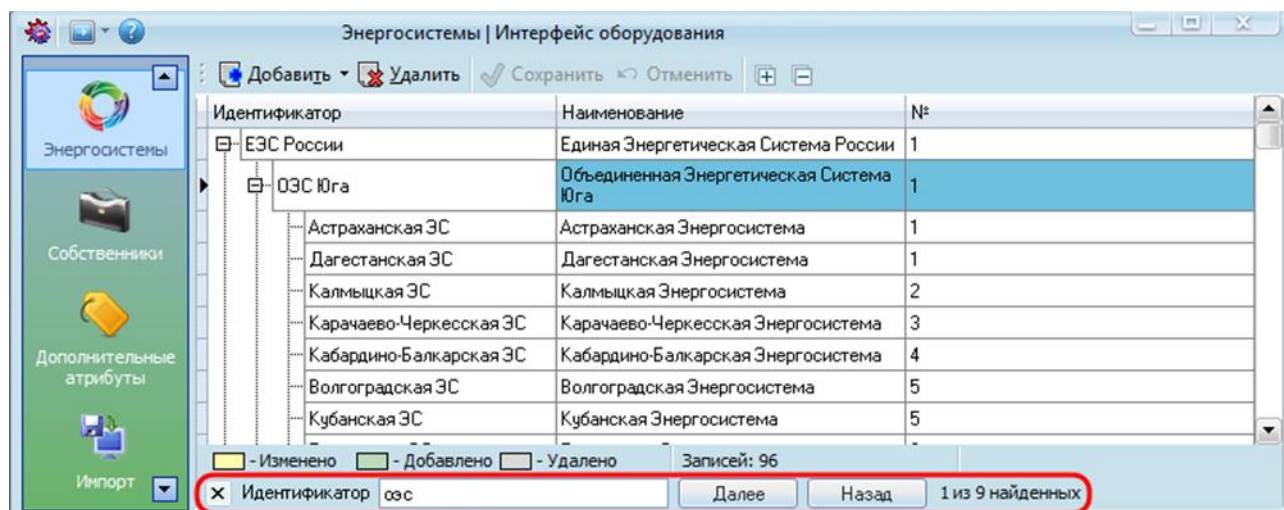 Энергосистемы | Интерфейс оборудования
Добавить Удалить Сохранить Отменить
Идентификатор Наименование №
ЕЭС России Единая Энергетическая Система России 1
ОЭС Юга Объединенная Энергетическая Система Юга 1
Астраханская ЭС Астраханская Энергосистема 1
Дагестанская ЭС Дагестанская Энергосистема 1
Калмыцкая ЭС Калмыцкая Энергосистема 2
Карачаево-Черкесская ЭС Карачаево-Черкесская Энергосистема 3
Кабардино-Балкарская ЭС Кабардино-Балкарская Энергосистема 4
Волгоградская ЭС Волгоградская Энергосистема 5
Кубанская ЭС Кубанская Энергосистема 5
Энергосистемы
Собственники
Дополнительные
атрибуты
Импорт
- Изменено - Добавлено - Удалено Записей: 96
Идентификатор оэс Далее Назад 1 из 9 найденных